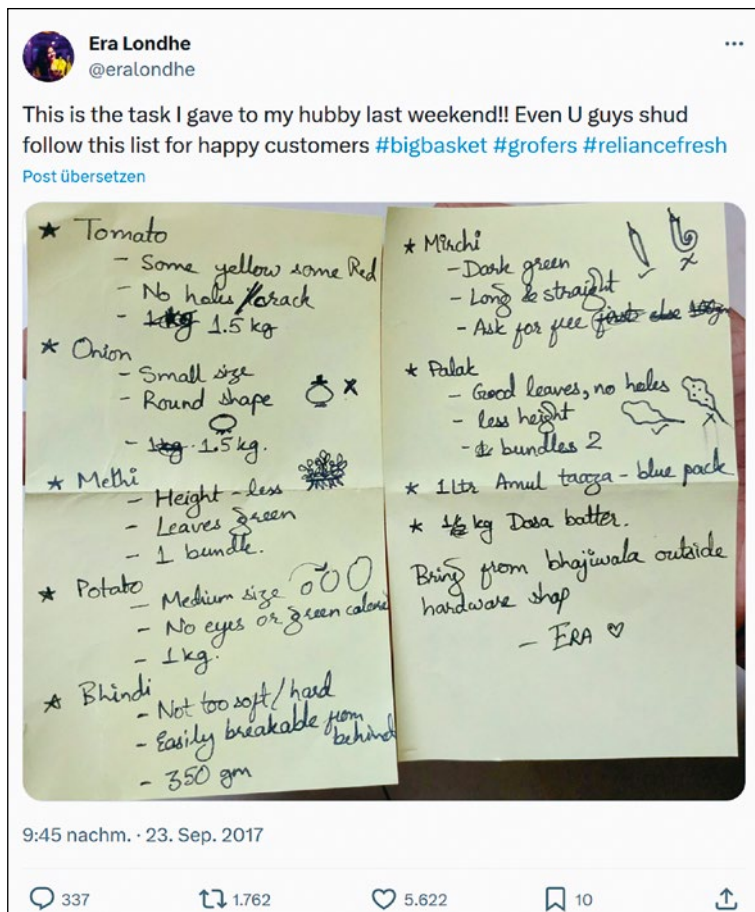 Era Londhe
@eralondhe
This is the task I gave to my hubby last weekend!! Even U guys shud
follow this list for happy customers #bigbasket #grofers #reliancefresh
Post übersetzen
★ Tomato
- Some yellow some Red
- No holes/crack
- 1.5 kg
★ Onion
- Small size
- Round shape
- 1.5 kg.
★ Methi
- Height - less
- Leaves green
- 1 bundle.
★ Potato
- Medium size
- No eyes or green
- 1 kg.
★ Bhindi
- Not too soft/hard
- Easily breakable from
behind
- 350 gm
★ Mirchi
- Dark green
- Long & straight
- Ask for free
★ Palak
- Good leaves, no holes
- less height
- bundles 2
★ 1Ltr Amul taaza - blue pack
★ kg Dosa batter.
Bring from bhajiwala outside
hardware shop
- ERA ♡
9:45 nachm. · 23. Sep. 2017
337
1.762
5.622
10